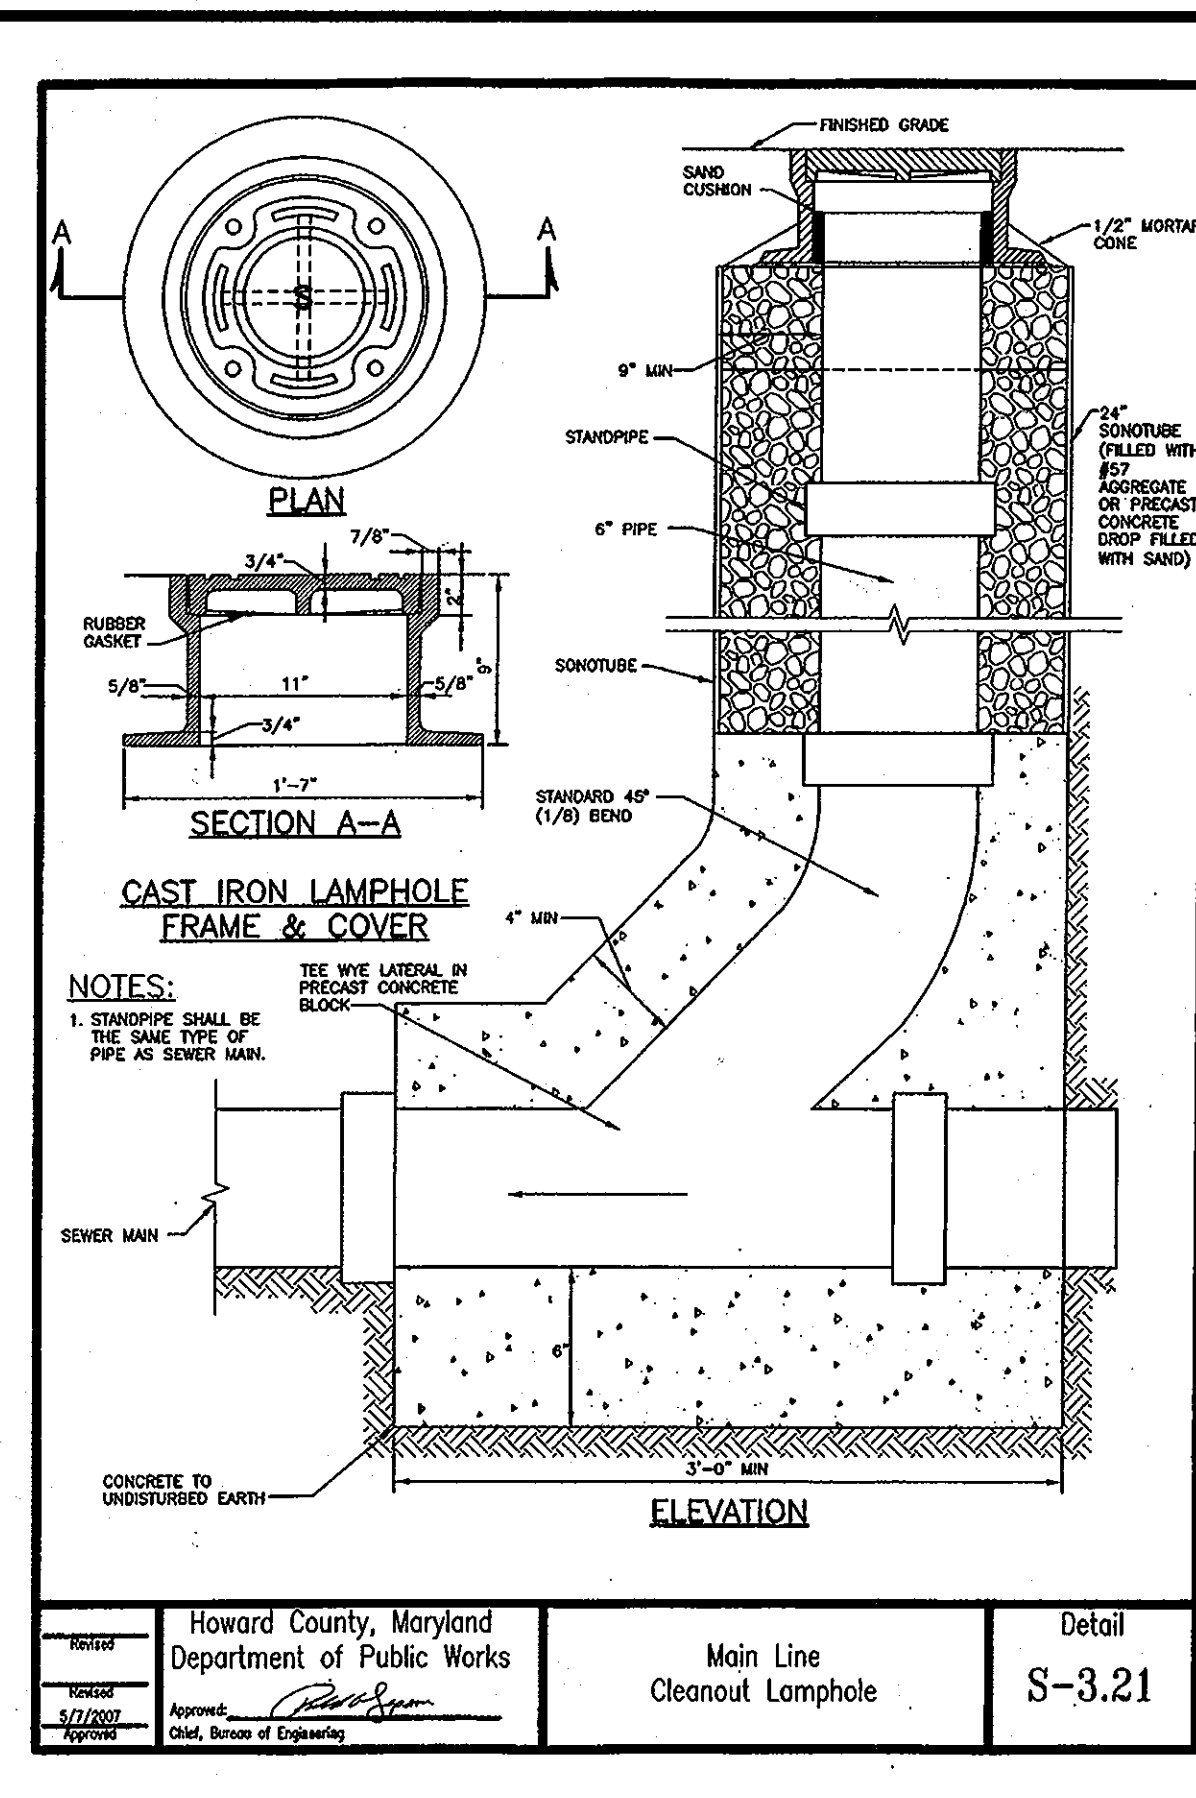 FINISHED GRADE
SAND
CUSHION
1/2" MORTAR
CONE
A
A
S
9" MIN
STANDPIPE
24"
SONOTUBE
(FILLED WITH
#57
AGGREGATE
OR PRECAST
CONCRETE
DROP FILLED
WITH SAND)
PLAN
6" PIPE
7/8"
3/4"
2"
RUBBER
GASKET
9"
5/8"
11"
5/8"
3/4"
1'-7"
SONOTUBE
SECTION A-A
STANDARD 45°
(1/8) BEND
CAST IRON LAMPHOLE
FRAME & COVER
4" MIN
NOTES:
1. STANDPIPE SHALL BE
THE SAME TYPE OF
PIPE AS SEWER MAIN.
TEE WYE LATERAL IN
PRECAST CONCRETE
BLOCK
SEWER MAIN
6"
3'-0" MIN
CONCRETE TO
UNDISTURBED EARTH
ELEVATION
Revised
Revised
5/7/2007
Approved
Howard County, Maryland
Department of Public Works
Approved:
Chief, Bureau of Engineering
Main Line
Cleanout Lamphole
Detail
S-3.21